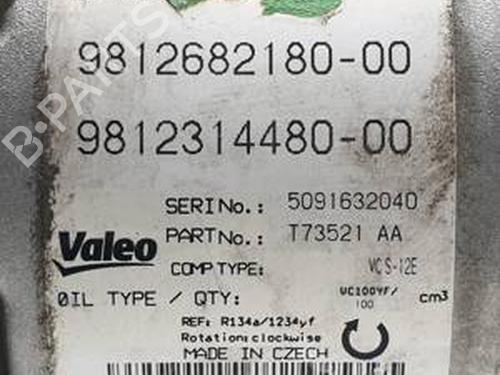 9812682180-00
9812314480-00
SERI No.: 5091632040
Valeo PART No.: T73521 AA
COMP TYPE: VCS-12E
OIL TYPE / QTY: VC100YF/ 100 cm3
REF: R134a/1234yf
Rotation:clockwise
MADE IN CZECH
B-PARTS